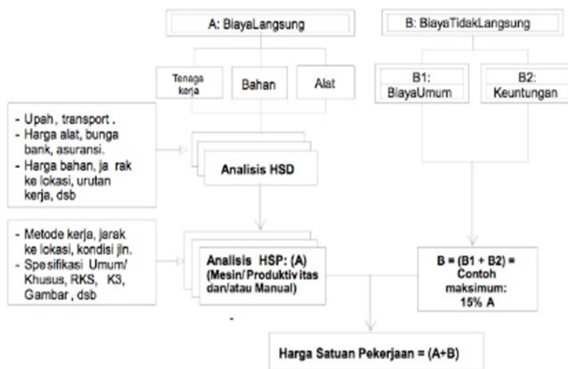 A: BiayaLangsung
B: BiayaTidakLangsung
Tenaga
kerja
Bahan
Alat
B1:
BiayaUmum
B2:
Keuntungan
- Upah, transport .
- Harga alat, bunga
bank, asuransi.
- Harga bahan, ja rak
ke lokasi, urutan
kerja, dsb
Analisis HSD
- Metode kerja, jarak
ke lokasi, kondisi jln.
- Spesifikasi Umum/
Khusus, RKS, K3,
Gambar , dsb
Analisis HSP: (A)
(Mesin/ Produktivitas
dan/atau Manual)
B = (B1 + B2) =
Contoh
maksimum:
15% A
Harga Satuan Pekerjaan = (A+B)